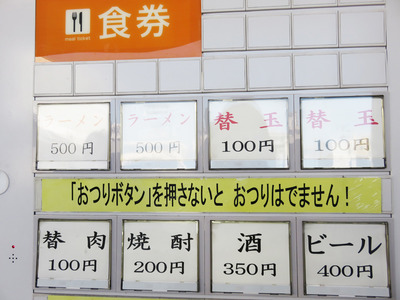 食券
meal ticket
ラーメン ラーメン 替玉 替玉
500円 500円 100円 100円
「おつりボタン」を押さないと おつりはでません!
替肉 焼酎 酒 ビール
100円 200円 350円 400円